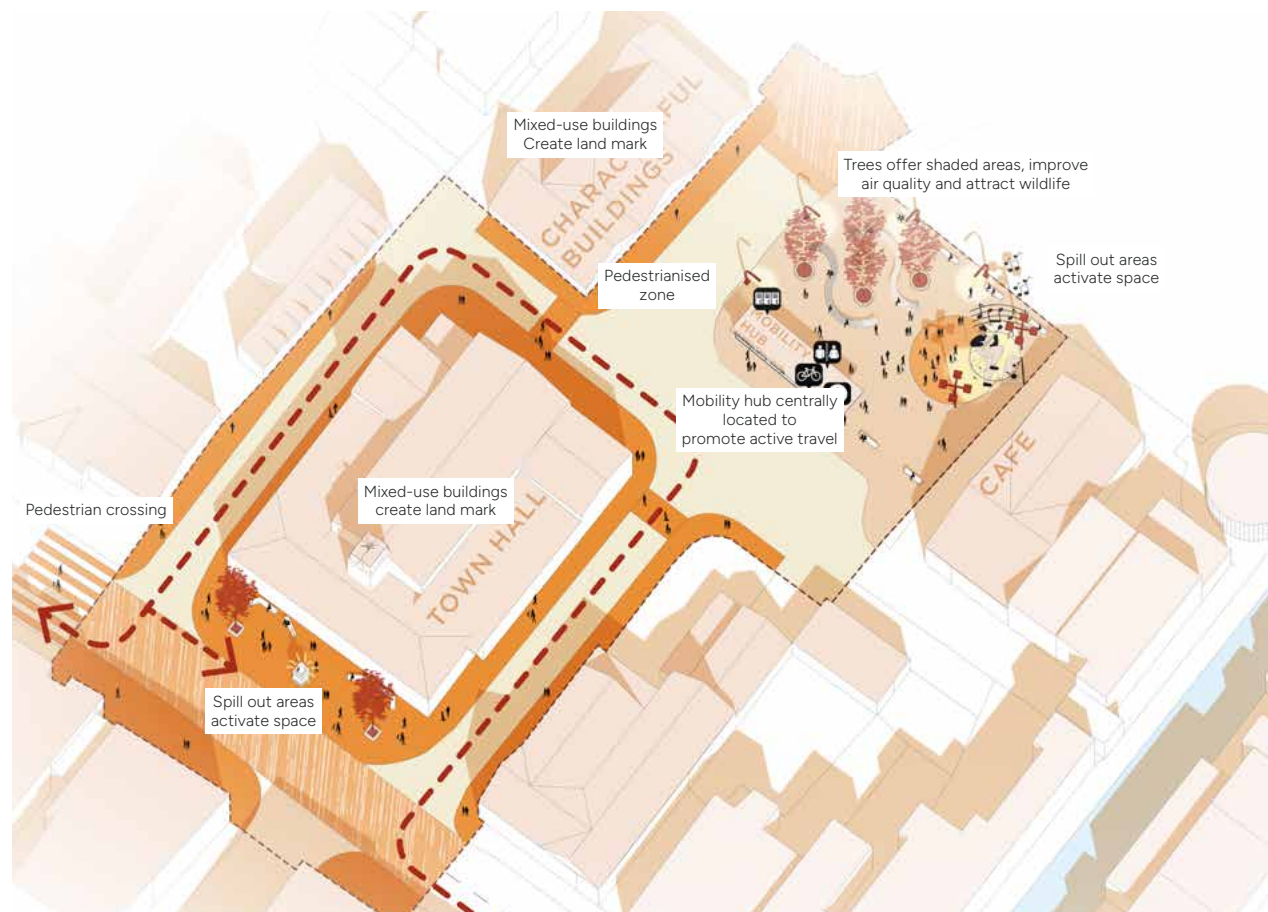 Mixed-use buildings
Create land mark
CHARAC FUL
BUILDINGS
Trees offer shaded areas, improve
air quality and attract wildlife
Spill out areas
activate space
Pedestrianised
zone
MOBILITY
HUB
Mobility hub centrally
located to
promote active travel
CAFE
Mixed-use buildings
create land mark
TOWN HALL
Pedestrian crossing
Spill out areas
activate space